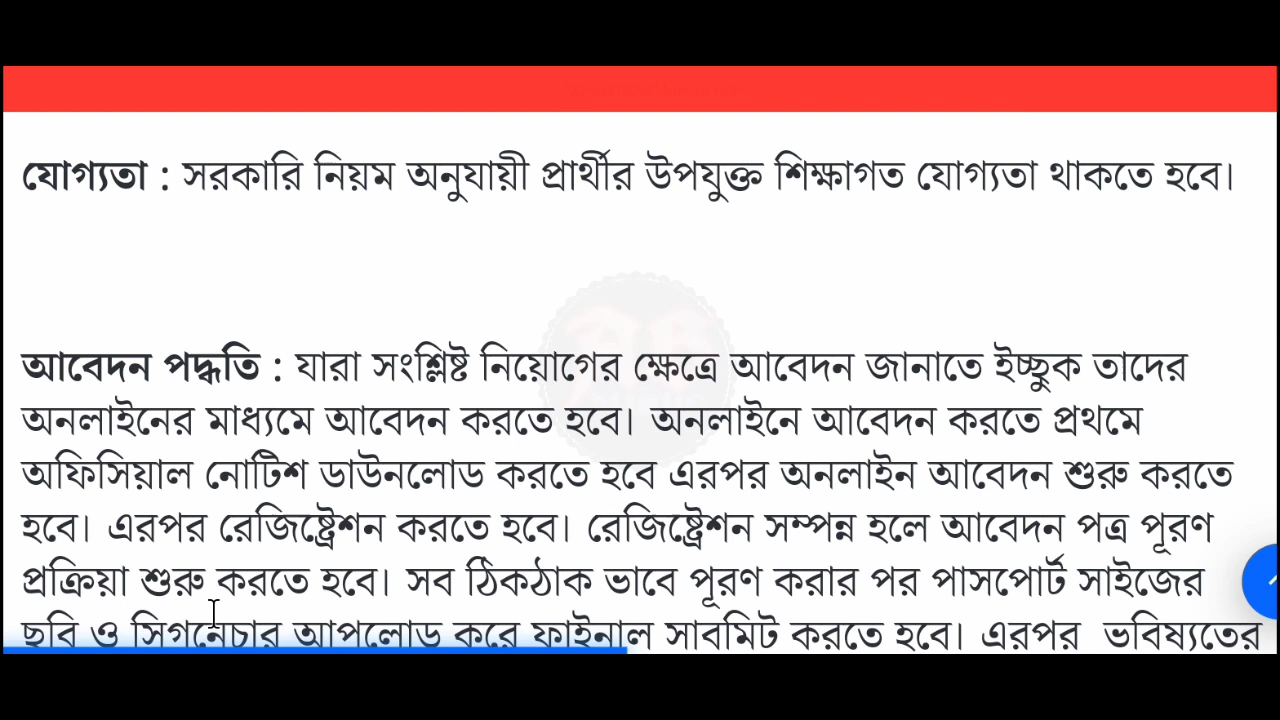 যোগ্যতা : সরকারি নিয়ম অনুযায়ী প্রার্থীর উপযুক্ত শিক্ষাগত যোগ্যতা থাকতে হবে।
আবেদন পদ্ধতি : যারা সংশ্লিষ্ট নিয়োগের ক্ষেত্রে আবেদন জানাতে ইচ্ছুক তাদের
অনলাইনের মাধ্যমে আবেদন করতে হবে। অনলাইনে আবেদন করতে প্রথমে
অফিসিয়াল নোটিশ ডাউনলোড করতে হবে এরপর অনলাইন আবেদন শুরু করতে
হবে। এরপর রেজিষ্ট্রেশন করতে হবে। রেজিষ্ট্রেশন সম্পন্ন হলে আবেদন পত্র পূরণ
প্রক্রিয়া শুরু করতে হবে। সব ঠিকঠাক ভাবে পূরণ করার পর পাসপোর্ট সাইজের
ছবি ও সিগনেচার আপলোড করে ফাইনাল সাবমিট করতে হবে। এরপর ভবিষ্যতের